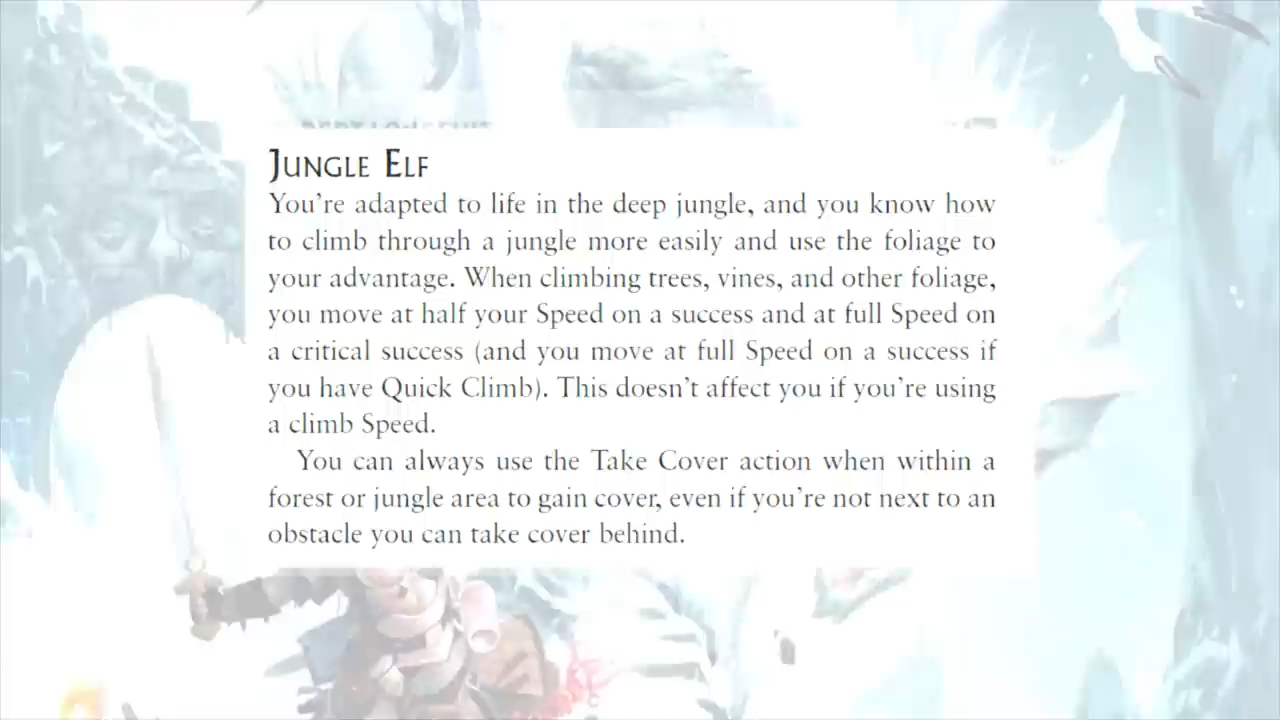 JUNGLE ELF
You're adapted to life in the deep jungle, and you know how
to climb through a jungle more easily and use the foliage to
your advantage. When climbing trees, vines, and other foliage,
you move at half your Speed on a success and at full Speed on
a critical success (and you move at full Speed on a success if
you have Quick Climb). This doesn't affect you if you're using
a climb Speed.
You can always use the Take Cover action when within a
forest or jungle area to gain cover, even if you're not next to an
obstacle you can take cover behind.